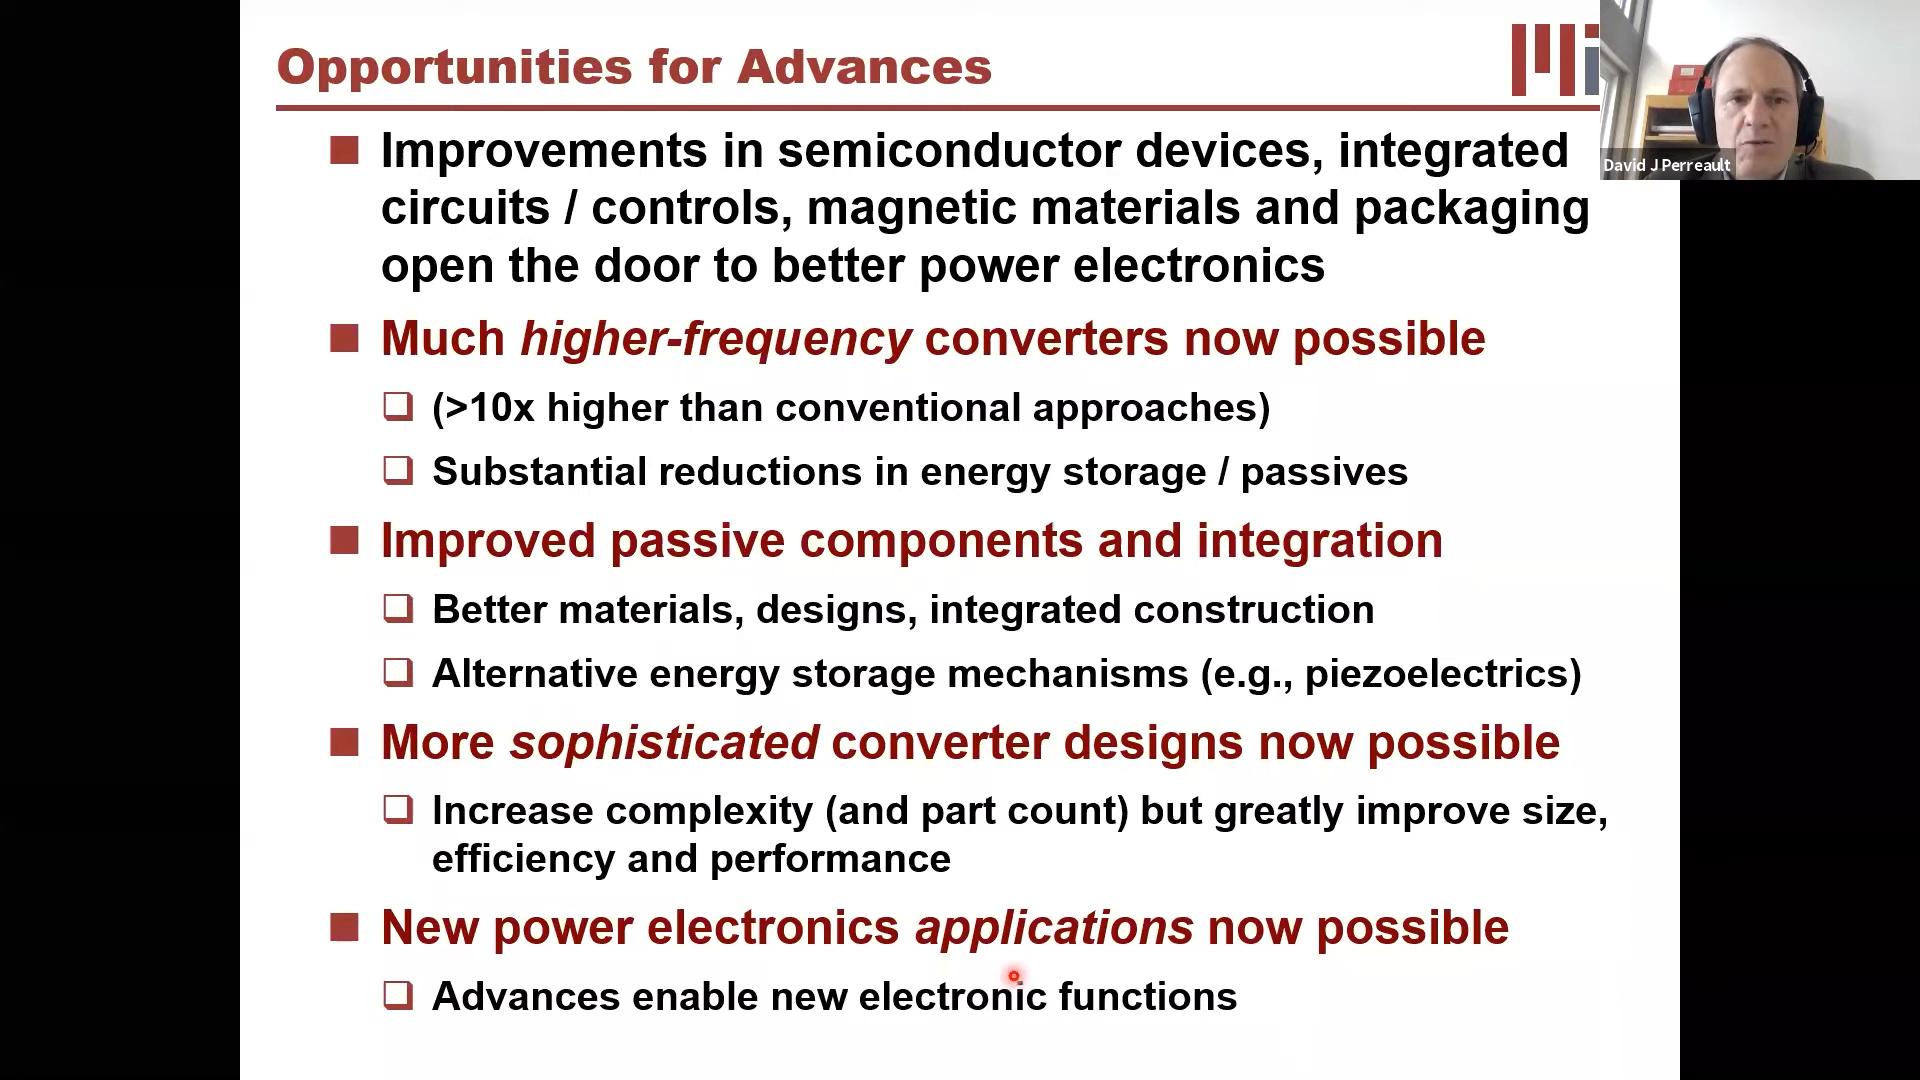 Opportunities for Advances
David J Perreault
Improvements in semiconductor devices, integrated
circuits / controls, magnetic materials and packaging
open the door to better power electronics
Much higher-frequency converters now possible
(>10x higher than conventional approaches)
Substantial reductions in energy storage / passives
Improved passive components and integration
Better materials, designs, integrated construction
Alternative energy storage mechanisms (e.g., piezoelectrics)
More sophisticated converter designs now possible
Increase complexity (and part count) but greatly improve size,
efficiency and performance
New power electronics applications now possible
Advances enable new electronic functions